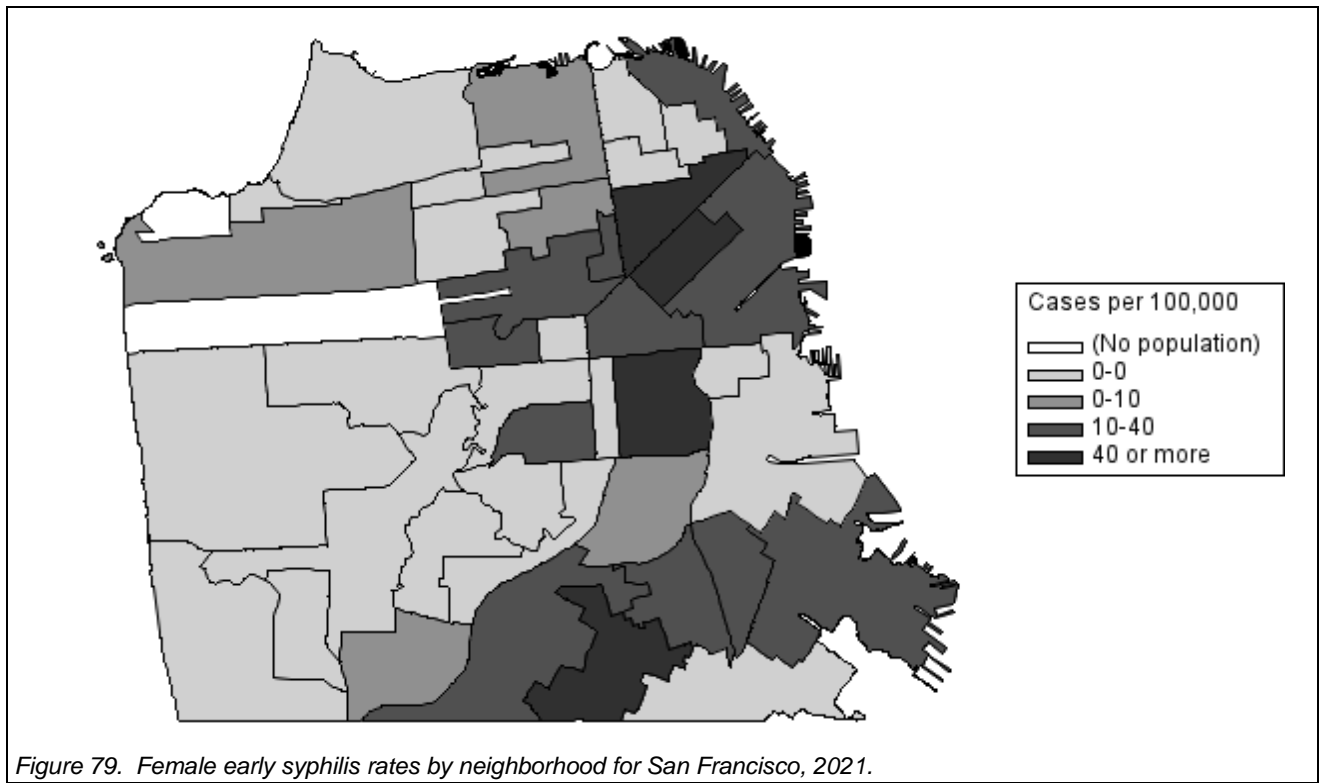 Cases per 100,000
(No population)
0-0
0-10
10-40
40 or more
Figure 79. Female early syphilis rates by neighborhood for San Francisco, 2021.